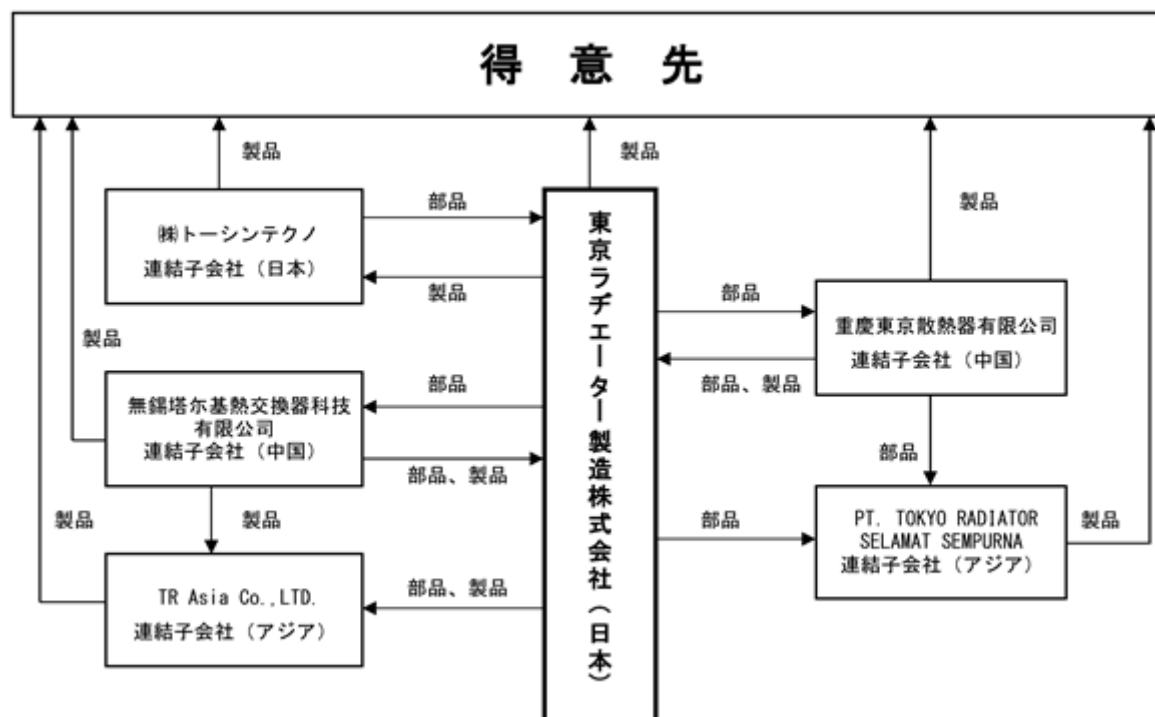 得意先
製品
製品
製品
㈱トーシンテクノ
連結子会社（日本）
部品
製品
東京ラヂエーター製造株式会社（日本）
部品
部品、製品
重慶東京散熱器有限公司
連結子会社（中国）
製品
無錫塔尔基熱交換器科技
有限公司
連結子会社（中国）
部品
部品、製品
部品
製品
製品
TR Asia Co.,LTD.
連結子会社（アジア）
部品、製品
部品
PT. TOKYO RADIATOR
SELAMAT SEMPURNA
連結子会社（アジア）
製品